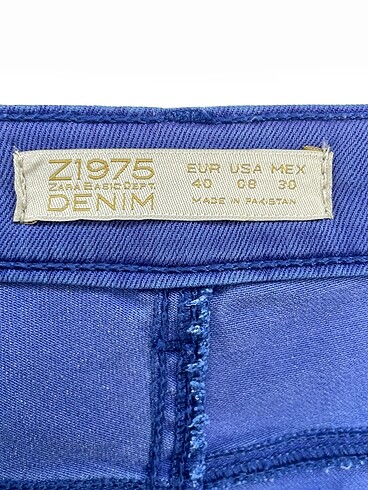 Z1975
ZARA BASIC DEPT.
DENIM
EUR USA MEX
40 08 30
MADE IN PAKISTAN